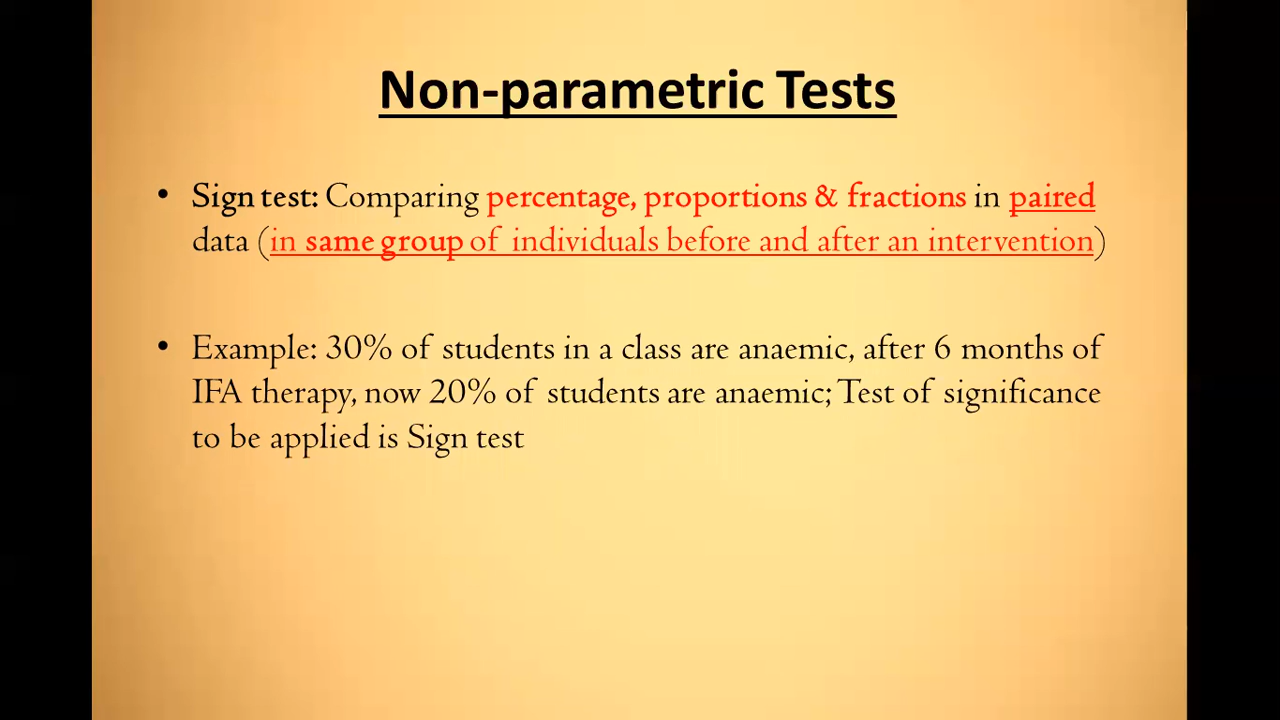 Non-parametric Tests
• Sign test: Comparing percentage, proportions & fractions in paired
data (in same group of individuals before and after an intervention)
• Example: 30% of students in a class are anaemic, after 6 months of
IFA therapy, now 20% of students are anaemic; Test of significance
to be applied is Sign test